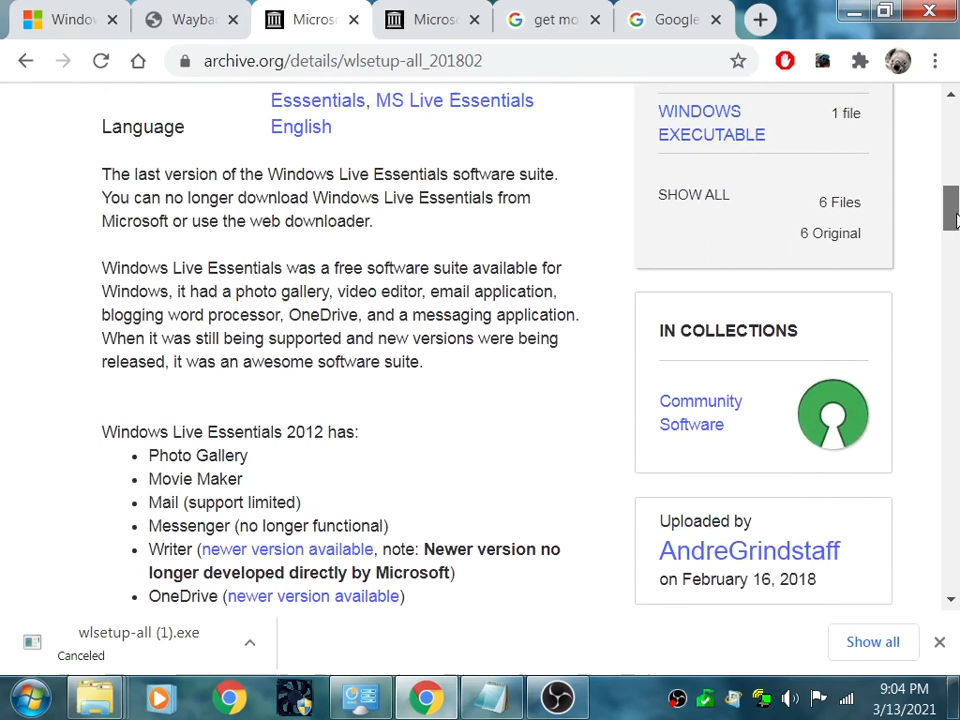 Windov
Wayba
Micros
Micros
get mo
Google
archive.org/details/wlsetup-all_201802
Esssentials, MS Live Essentials
Language English
The last version of the Windows Live Essentials software suite.
You can no longer download Windows Live Essentials from
Microsoft or use the web downloader.
Windows Live Essentials was a free software suite available for
Windows, it had a photo gallery, video editor, email application,
blogging word processor, OneDrive, and a messaging application.
When it was still being supported and new versions were being
released, it was an awesome software suite.
Windows Live Essentials 2012 has:
• Photo Gallery
• Movie Maker
• Mail (support limited)
• Messenger (no longer functional)
• Writer (newer version available, note: Newer version no
longer developed directly by Microsoft)
• OneDrive (newer version available)
WINDOWS 1 file
EXECUTABLE
SHOW ALL 6 Files
6 Original
IN COLLECTIONS
Community
Software
Uploaded by
AndreGrindstaff
on February 16, 2018
wlsetup-all (1).exe
Canceled
Show all
9:04 PM
3/13/2021